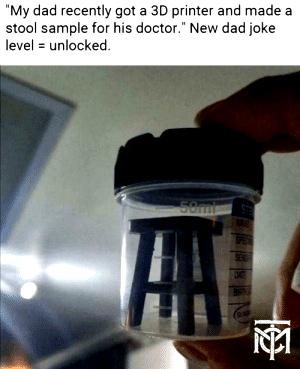 "My dad recently got a 3D printer and made a
stool sample for his doctor." New dad joke
level = unlocked.
50ml